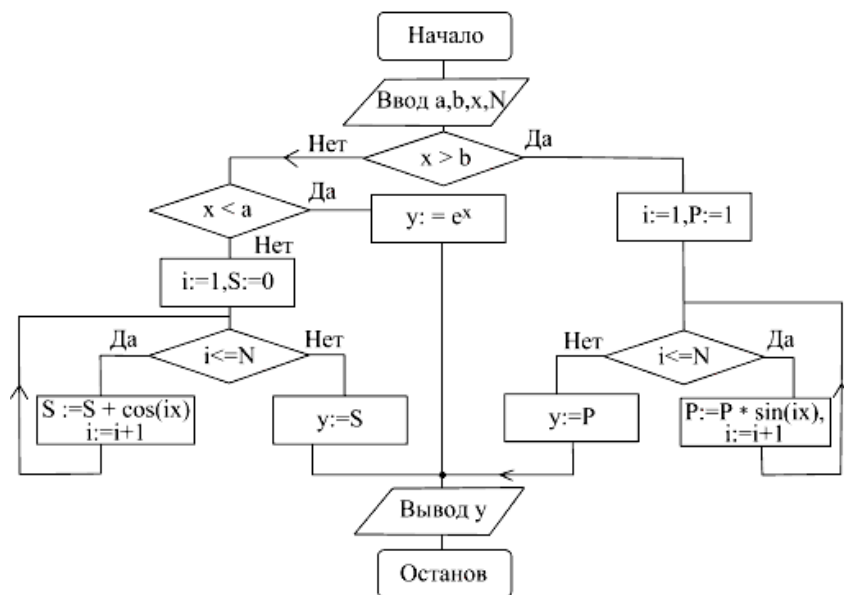 Начало
Ввод a,b,x,N
Нет
Да
x > b
Да
x < a
y: = eˣ
i:=1,P:=1
Нет
i:=1,S:=0
Да
Нет
Нет
Да
i<=N
i<=N
S :=S + cos(ix)
i:=i+1
y:=S
y:=P
P:=P * sin(ix),
i:=i+1
Вывод y
Останов